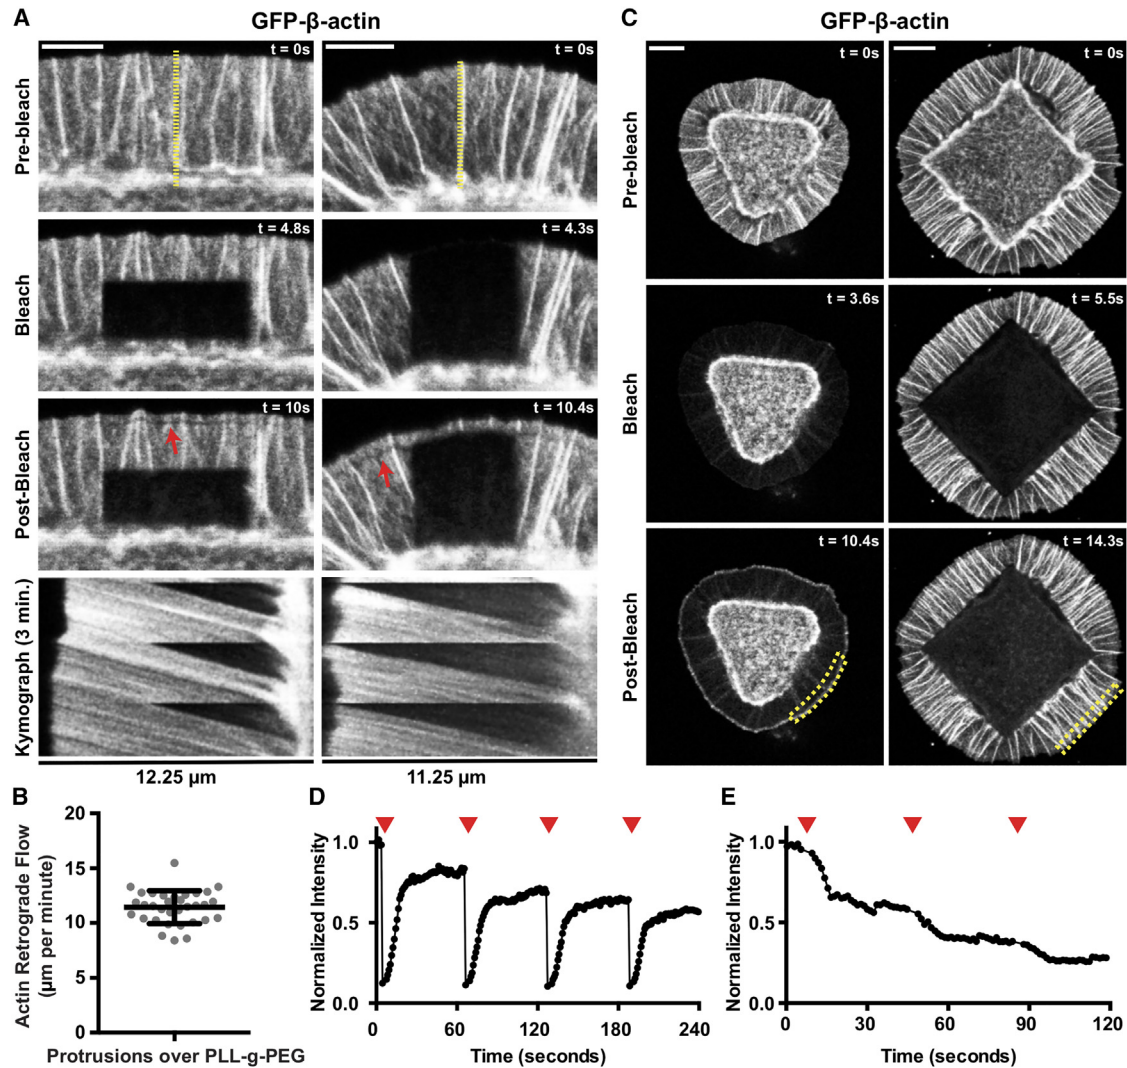 A
GFP-β-actin
Pre-bleach
t = 0s
t = 0s
Bleach
t = 4.8s
t = 4.3s
Post-Bleach
t = 10s
t = 10.4s
Kymograph (3 min.)
12.25 µm
11.25 µm
C
GFP-β-actin
Pre-bleach
t = 0s
t = 0s
Bleach
t = 3.6s
t = 5.5s
Post-Bleach
t = 10.4s
t = 14.3s
B
Actin Retrograde Flow
(µm per minute)
20
15
10
5
0
Protrusions over PLL-g-PEG
D
Normalized Intensity
1.0
0.5
0.0
0
60
120
180
240
Time (seconds)
E
Normalized Intensity
1.0
0.5
0.0
0
30
60
90
120
Time (seconds)